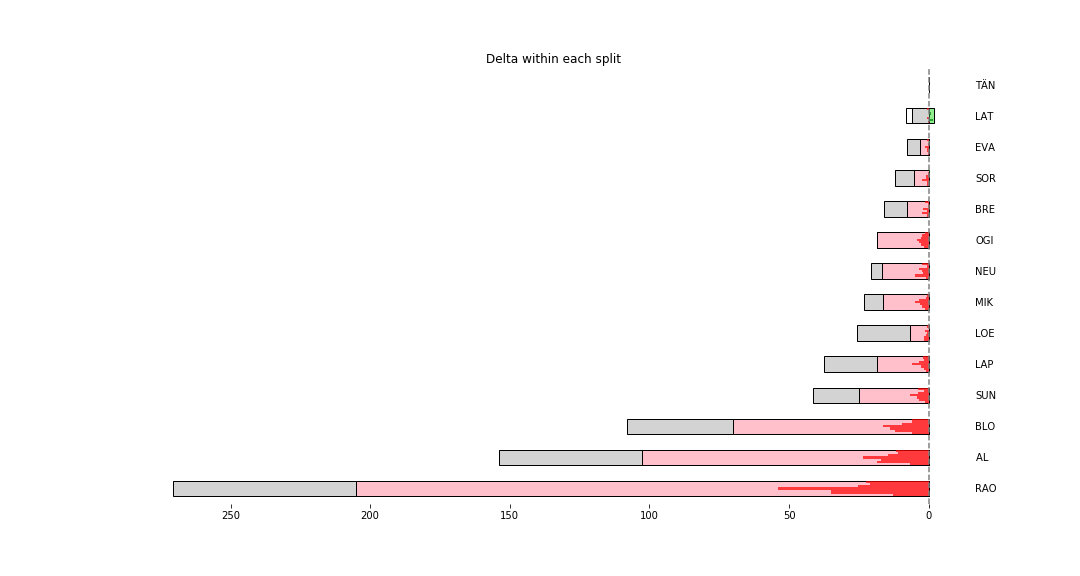 Delta within each split
TÄN
LAT
EVA
SOR
BRE
OGI
NEU
MIK
LOE
LAP
SUN
BLO
AL
RAO
250 200 150 100 50 0